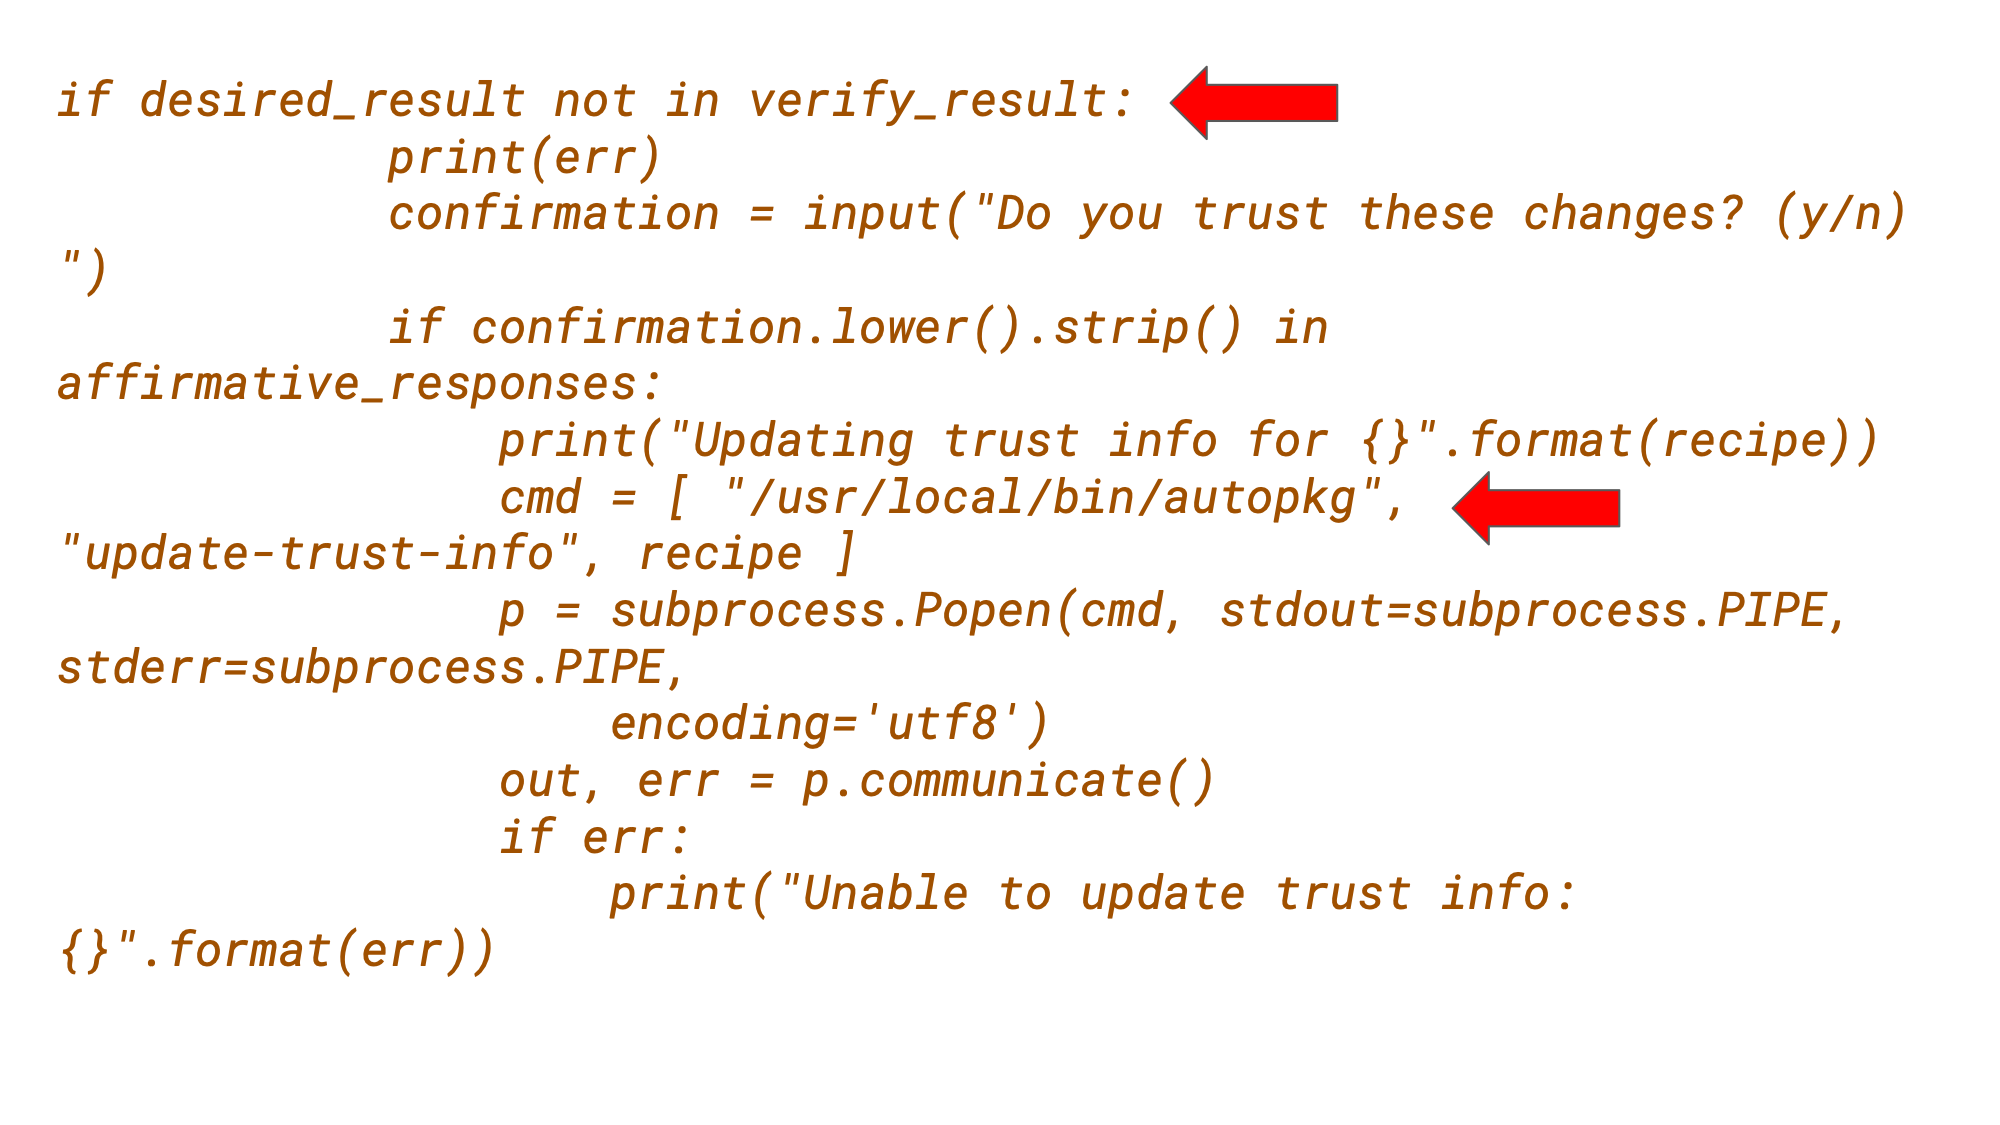 if desired_result not in verify_result:
print(err)
confirmation = input("Do you trust these changes? (y/n)
")
if confirmation.lower().strip() in
affirmative_responses:
print("Updating trust info for {}".format(recipe))
cmd = [ "/usr/local/bin/autopkg",
"update-trust-info", recipe ]
p = subprocess.Popen(cmd, stdout=subprocess.PIPE,
stderr=subprocess.PIPE,
encoding='utf8')
out, err = p.communicate()
if err:
print("Unable to update trust info:
{}".format(err))